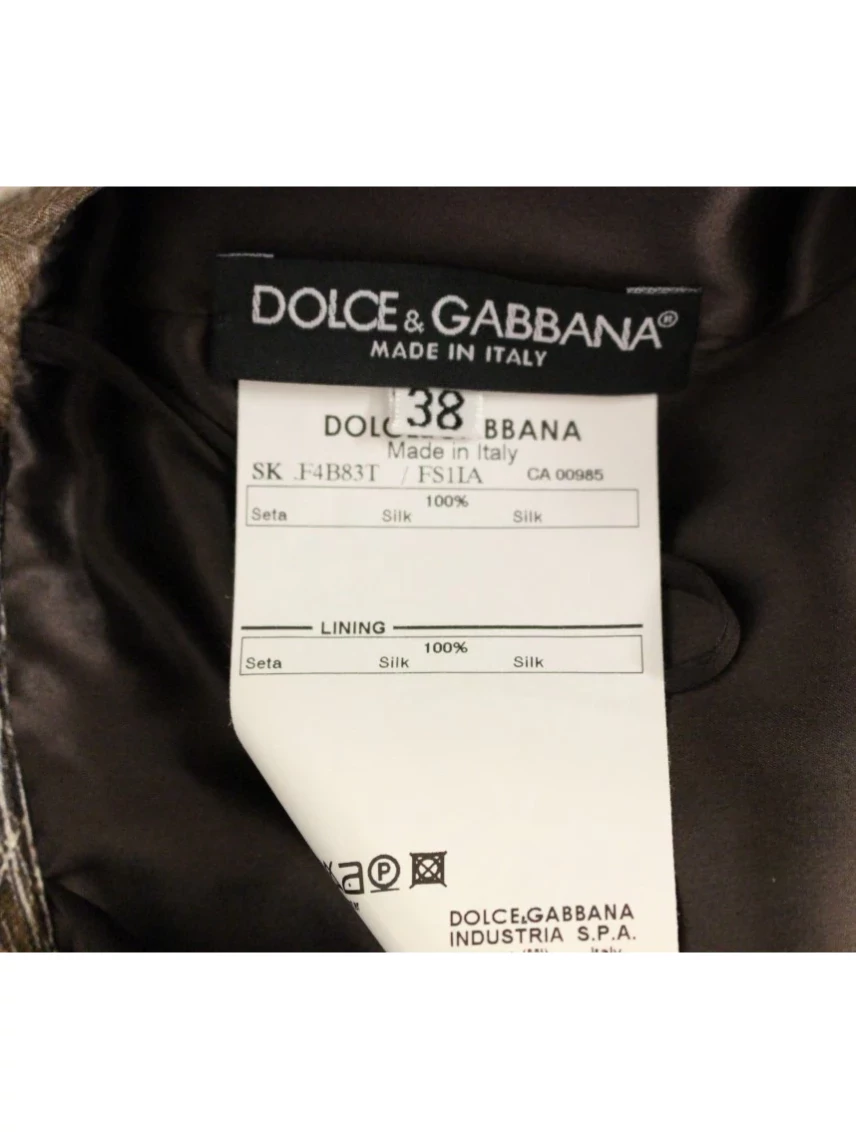 DOLCE & GABBANA®
MADE IN ITALY
38
BBANA
Made in Italy
SK .F4B83T / FS1IA CA 00985
100%
Seta Silk Silk
LINING
100%
Seta Silk Silk
P
DOLCE&GABBANA
INDUSTRIA S.P.A.